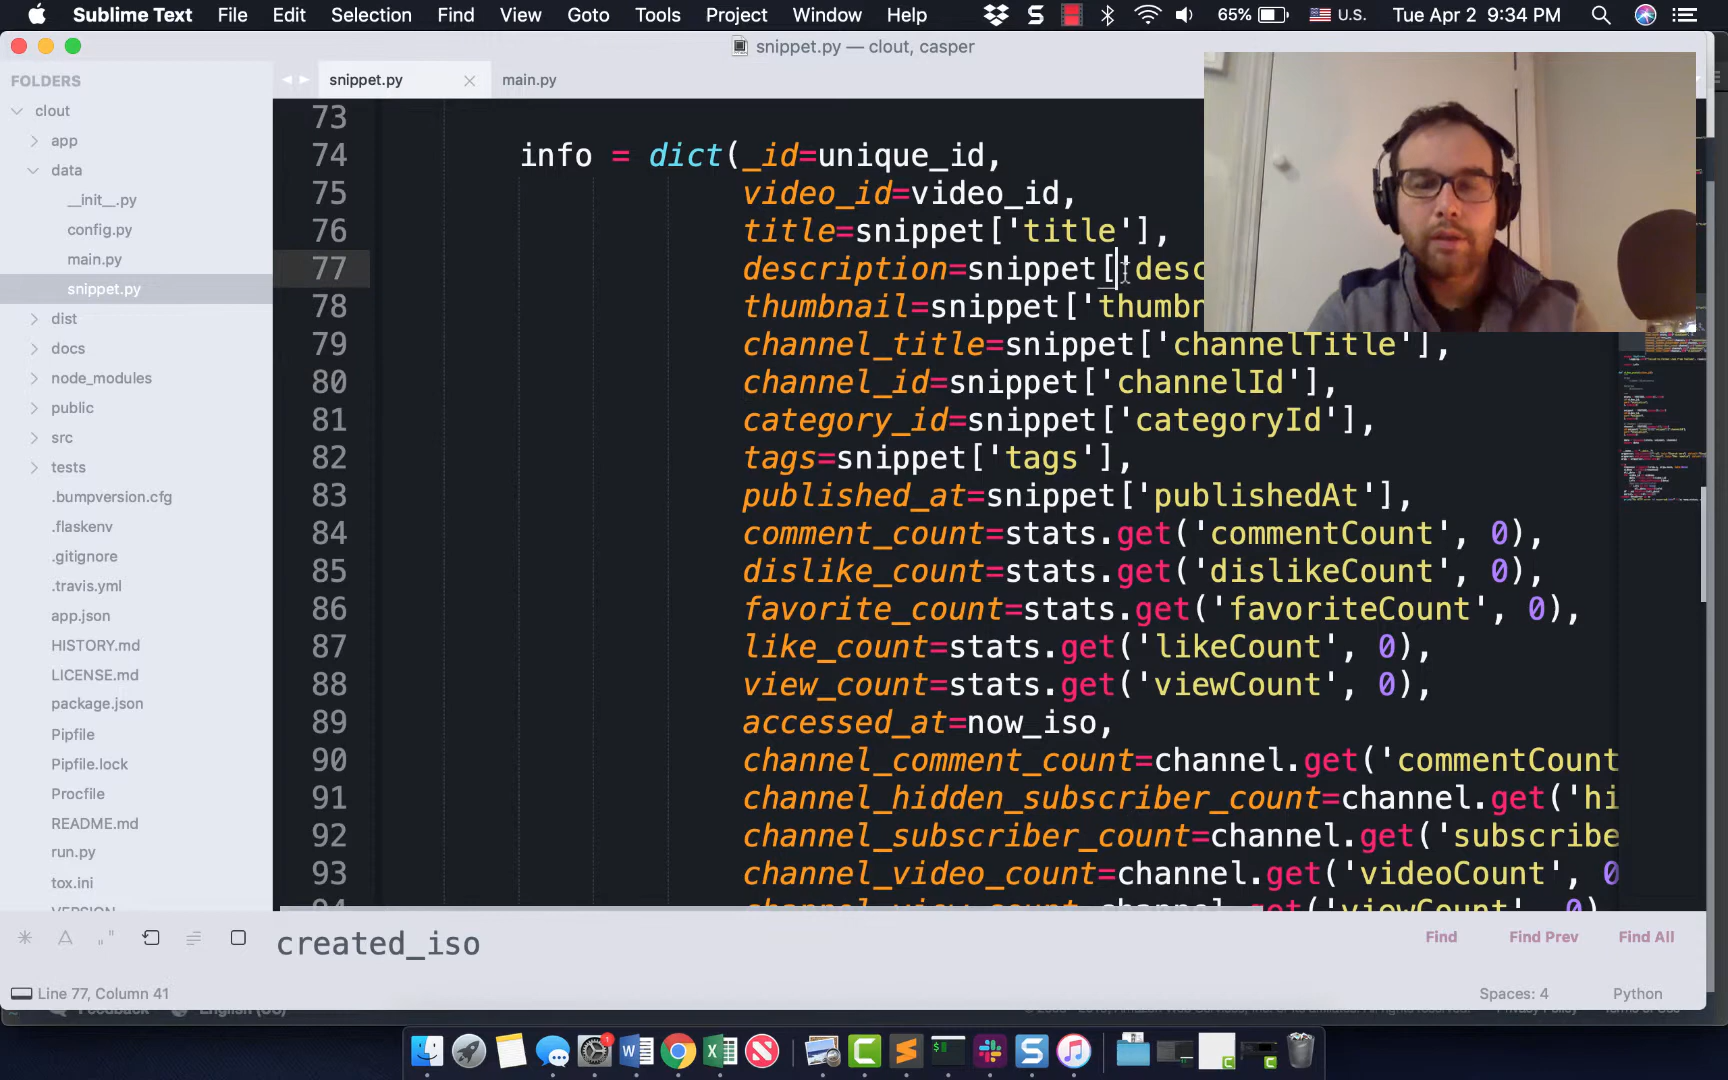 Sublime Text File Edit Selection Find View Goto Tools Project Window Help 65% U.S. Tue Apr 2 9:34 PM
snippet.py — clout, casper
FOLDERS
clout
app
data
__init__.py
config.py
main.py
snippet.py
dist
docs
node_modules
public
src
tests
.bumpversion.cfg
.flaskenv
.gitignore
.travis.yml
app.json
HISTORY.md
LICENSE.md
package.json
Pipfile
Pipfile.lock
Procfile
README.md
run.py
tox.ini
VERSION
snippet.py main.py
73
74 info = dict(_id=unique_id,
75 video_id=video_id,
76 title=snippet['title'],
77 description=snippet['desc
78 thumbnail=snippet['thumbn
79 channel_title=snippet['channelTitle'],
80 channel_id=snippet['channelId'],
81 category_id=snippet['categoryId'],
82 tags=snippet['tags'],
83 published_at=snippet['publishedAt'],
84 comment_count=stats.get('commentCount', 0),
85 dislike_count=stats.get('dislikeCount', 0),
86 favorite_count=stats.get('favoriteCount', 0),
87 like_count=stats.get('likeCount', 0),
88 view_count=stats.get('viewCount', 0),
89 accessed_at=now_iso,
90 channel_comment_count=channel.get('commentCount
91 channel_hidden_subscriber_count=channel.get('hi
92 channel_subscriber_count=channel.get('subscribe
93 channel_video_count=channel.get('videoCount', 0
94 channel_view_count=channel.get('viewCount', 0)
created_iso
Find Find Prev Find All
Line 77, Column 41
Spaces: 4 Python
Feedback